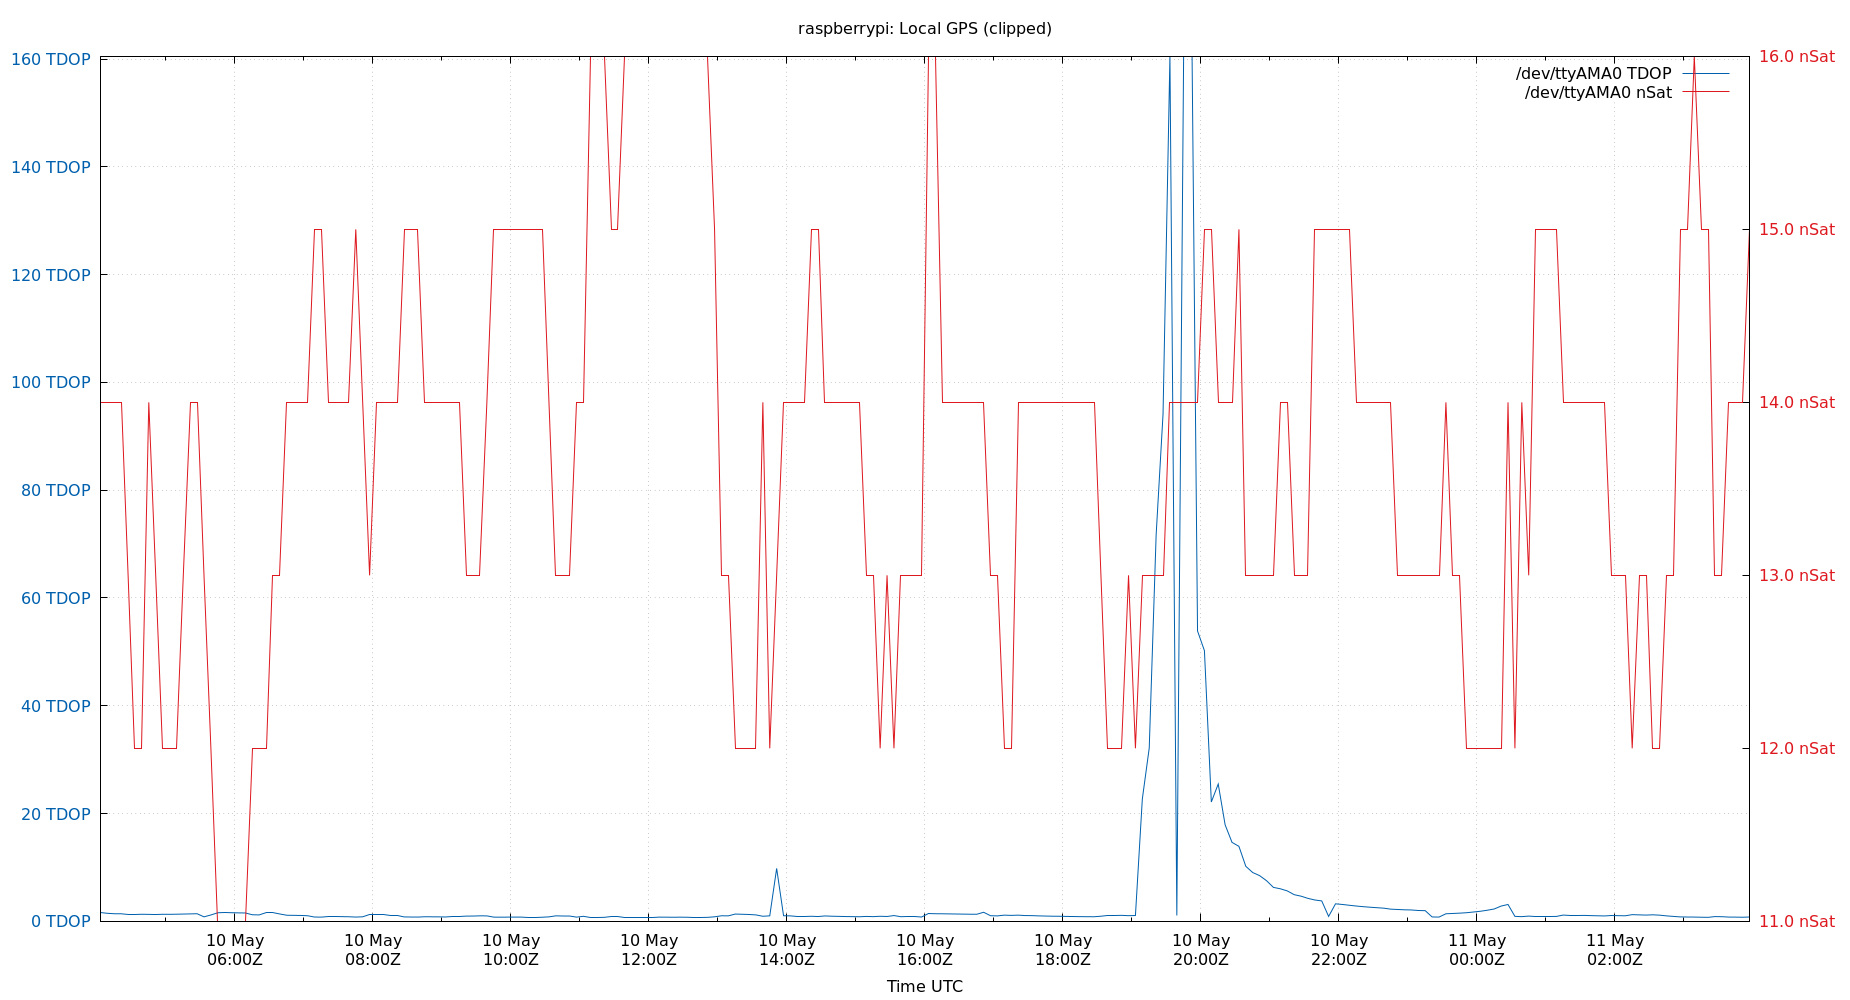 raspberrypi: Local GPS (clipped)
160 TDOP
140 TDOP
120 TDOP
100 TDOP
80 TDOP
60 TDOP
40 TDOP
20 TDOP
0 TDOP
16.0 nSat
15.0 nSat
14.0 nSat
13.0 nSat
12.0 nSat
11.0 nSat
/dev/ttyAMA0 TDOP
/dev/ttyAMA0 nSat
10 May
06:00Z
10 May
08:00Z
10 May
10:00Z
10 May
12:00Z
10 May
14:00Z
10 May
16:00Z
10 May
18:00Z
10 May
20:00Z
10 May
22:00Z
11 May
00:00Z
11 May
02:00Z
Time UTC